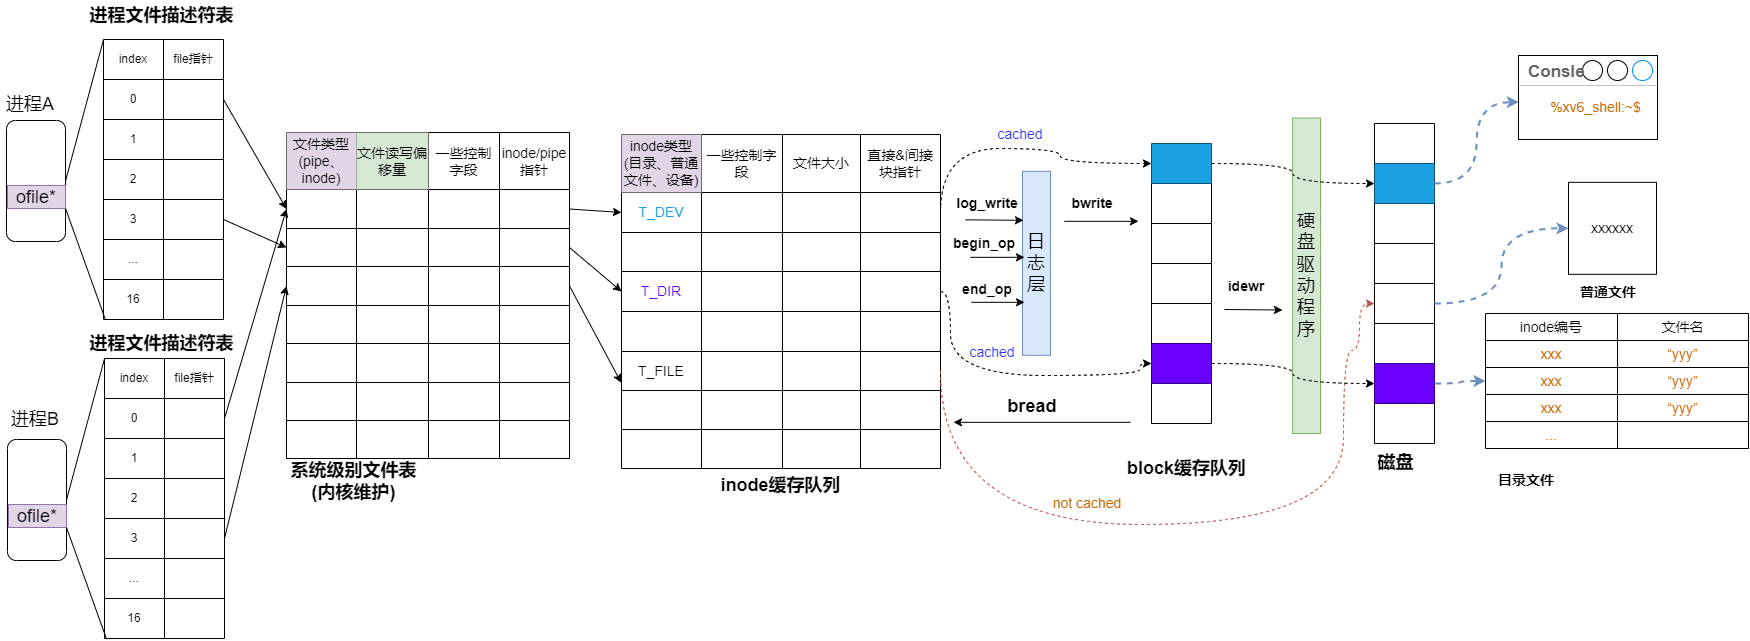 进程文件描述符表
index file指针
0
1
2
3
...
16
进程A
ofile*
进程文件描述符表
index file指针
0
1
2
3
...
16
进程B
ofile*
文件类型
(pipe、
inode)
文件读写偏
移量
一些控制
字段
inode/pipe
指针
系统级别文件表
(内核维护)
inode类型
(目录、普通
文件、设备)
一些控制字
段
文件大小
直接&间接
块指针
T_DEV
T_DIR
T_FILE
inode缓存队列
cached
log_write
begin_op
end_op
日志层
bwrite
cached
bread
not cached
block缓存队列
idewr
硬盘驱动程序
磁盘
Consle
%xv6_shell:~$
xxxxxx
普通文件
inode编号 文件名
xxx “yyy”
xxx “yyy”
xxx “yyy”
...
目录文件